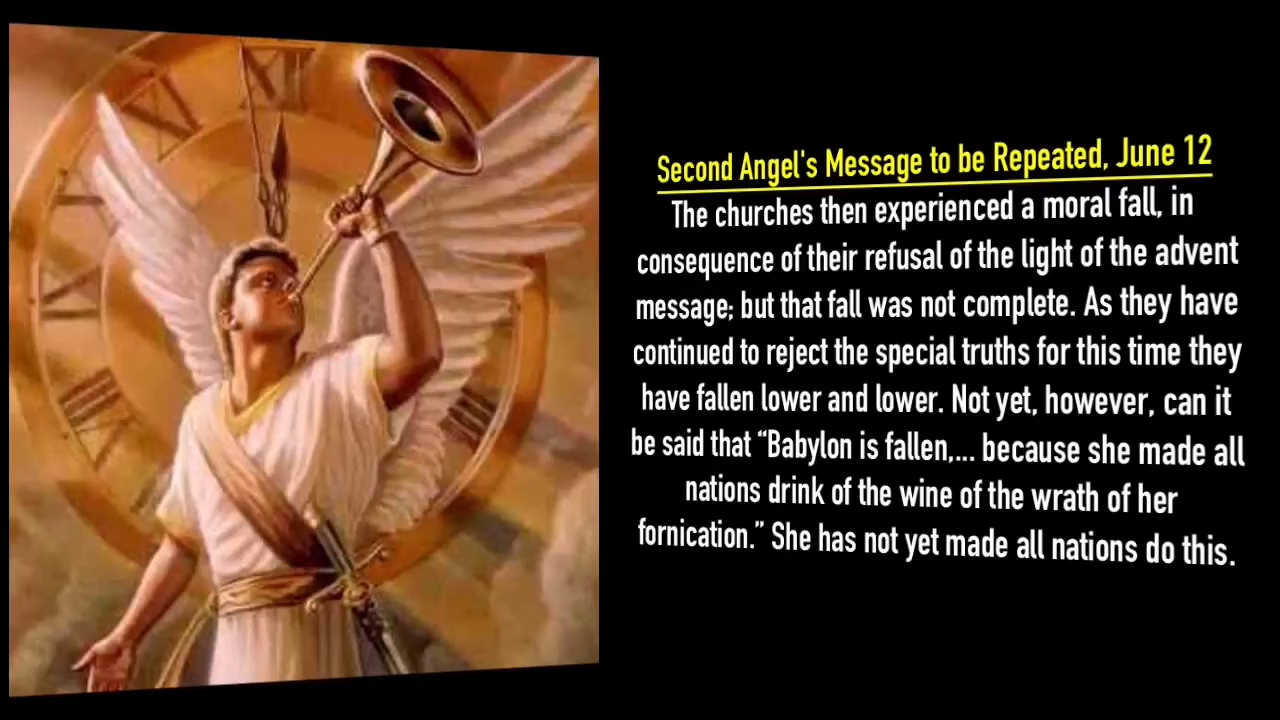 XII
Second Angel's Message to be Repeated, June 12
The churches then experienced a moral fall, in
consequence of their refusal of the light of the advent
message; but that fall was not complete. As they have
continued to reject the special truths for this time they
have fallen lower and lower. Not yet, however, can it
be said that “Babylon is fallen,... because she made all
nations drink of the wine of the wrath of her
fornication.” She has not yet made all nations do this.